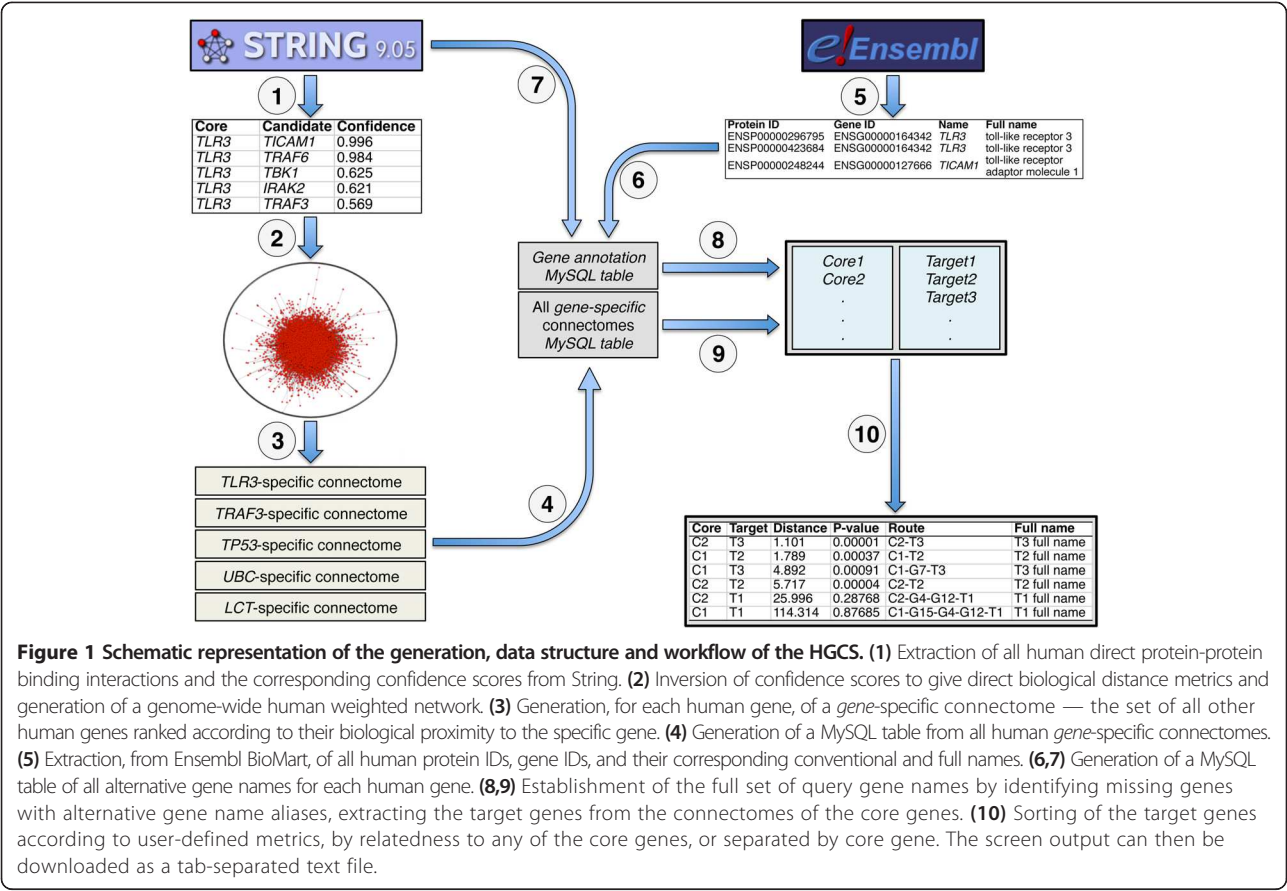 STRING 9.05
e!Ensembl
1
7
5
Core Candidate Confidence
TLR3 TICAM1 0.996
TLR3 TRAF6 0.984
TLR3 TBK1 0.625
TLR3 IRAK2 0.621
TLR3 TRAF3 0.569
Protein ID Gene ID Name Full name
ENSP00000296795 ENSG00000164342 TLR3 toll-like receptor 3
ENSP00000423684 ENSG00000164342 TLR3 toll-like receptor 3
ENSP00000248244 ENSG00000127666 TICAM1 toll-like receptor
adaptor molecule 1
6
2
8
Gene annotation
MySQL table
All gene-specific
connectomes
MySQL table
9
Core1
Core2
.
.
.
Target1
Target2
Target3
.
.
3
10
TLR3-specific connectome
TRAF3-specific connectome
TP53-specific connectome
UBC-specific connectome
LCT-specific connectome
4
Core Target Distance P-value Route Full name
C2 T3 1.101 0.00001 C2-T3 T3 full name
C1 T2 1.789 0.00037 C1-T2 T2 full name
C1 T3 4.892 0.00091 C1-G7-T3 T3 full name
C2 T2 5.717 0.00004 C2-T2 T2 full name
C2 T1 25.996 0.28768 C2-G4-G12-T1 T1 full name
C1 T1 114.314 0.87685 C1-G15-G4-G12-T1 T1 full name
Figure 1 Schematic representation of the generation, data structure and workflow of the HGCS. (1) Extraction of all human direct protein-protein
binding interactions and the corresponding confidence scores from String. (2) Inversion of confidence scores to give direct biological distance metrics and
generation of a genome-wide human weighted network. (3) Generation, for each human gene, of a gene-specific connectome — the set of all other
human genes ranked according to their biological proximity to the specific gene. (4) Generation of a MySQL table from all human gene-specific connectomes.
(5) Extraction, from Ensembl BioMart, of all human protein IDs, gene IDs, and their corresponding conventional and full names. (6,7) Generation of a MySQL
table of all alternative gene names for each human gene. (8,9) Establishment of the full set of query gene names by identifying missing genes
with alternative gene name aliases, extracting the target genes from the connectomes of the core genes. (10) Sorting of the target genes
according to user-defined metrics, by relatedness to any of the core genes, or separated by core gene. The screen output can then be
downloaded as a tab-separated text file.